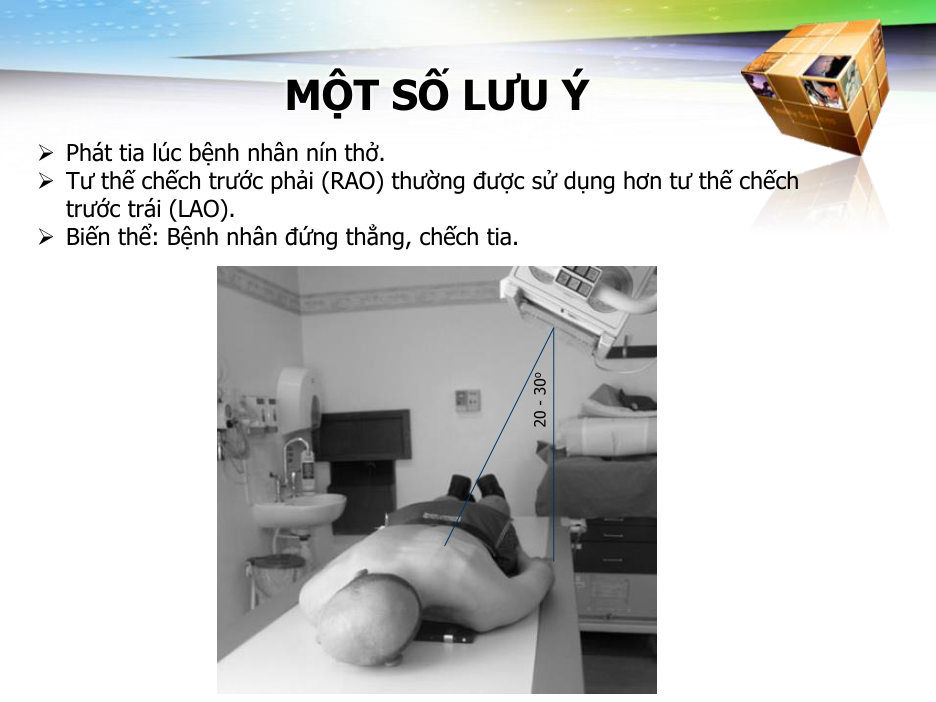 MỘT SỐ LƯU Ý
➢ Phát tia lúc bệnh nhân nín thở.
➢ Tư thế chếch trước phải (RAO) thường được sử dụng hơn tư thế chếch
trước trái (LAO).
➢ Biến thể: Bệnh nhân đứng thẳng, chếch tia.
20 - 30º